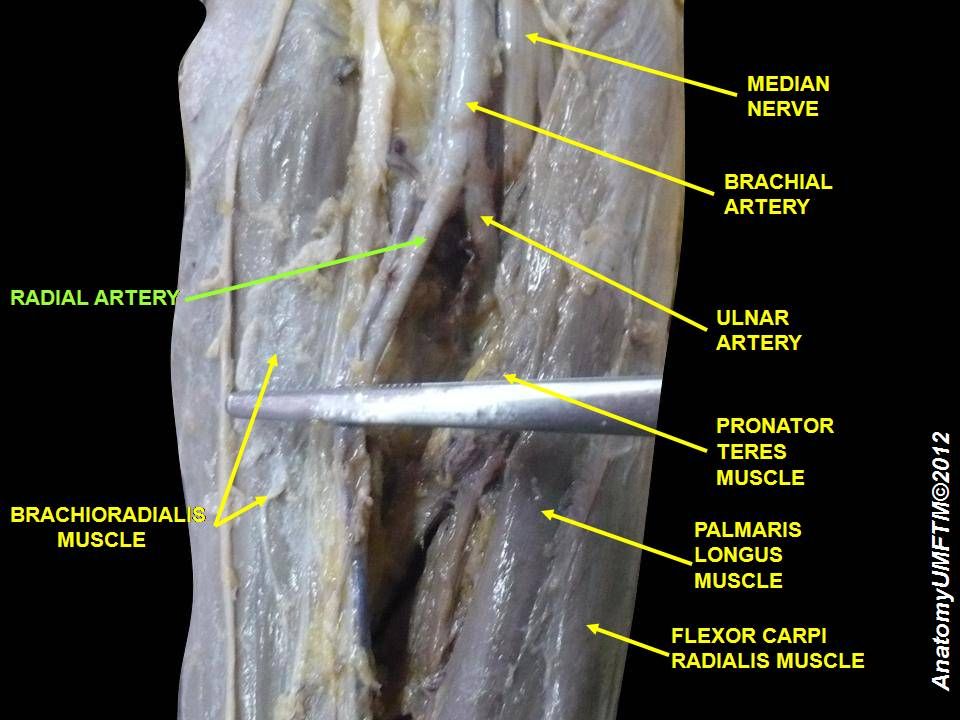 MEDIAN
NERVE
BRACHIAL
ARTERY
RADIAL ARTERY
ULNAR
ARTERY
PRONATOR
TERES
MUSCLE
BRACHIORADIALIS
MUSCLE
PALMARIS
LONGUS
MUSCLE
FLEXOR CARPI
RADIALIS MUSCLE
AnatomyUMFTM©2012